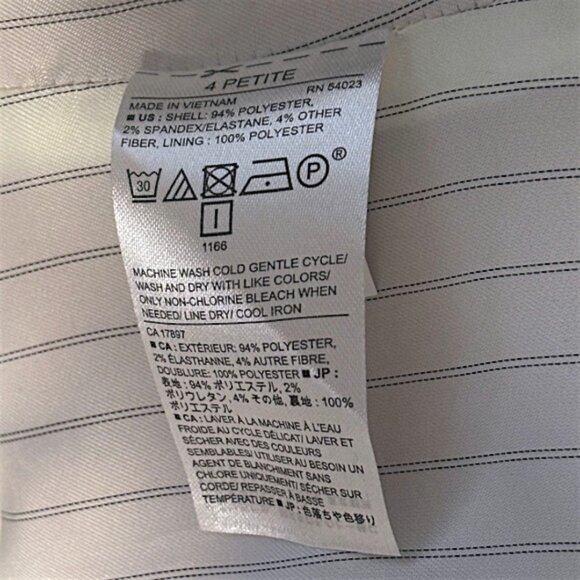 4 PETITE
RN 54023
MADE IN VIETNAM
■ US : SHELL: 94% POLYESTER,
2% SPANDEX/ELASTANE, 4% OTHER
FIBER, LINING : 100% POLYESTER
30 P®
1166
MACHINE WASH COLD GENTLE CYCLE/
WASH AND DRY WITH LIKE COLORS/
ONLY NON-CHLORINE BLEACH WHEN
NEEDED/ LINE DRY/ COOL IRON
CA 17897
■ CA : EXTÉRIEUR: 94% POLYESTER,
2% ÉLASTHANNE, 4% AUTRE FIBRE,
DOUBLURE: 100% POLYESTER ■ JP :
表地 : 94% ポリエステル, 2%
ポリウレタン, 4% その他, 裏地 : 100%
ポリエステル
■ CA : LAVER À LA MACHINE À L'EAU
FROIDE AU CYCLE DÉLICAT/ LAVER ET
SÉCHER AVEC DES COULEURS
SEMBLABLES/ UTILISER AU BESOIN UN
AGENT DE BLANCHIMENT SANS
CHLORE UNIQUEMENT/ SÉCHER SUR
CORDE/ REPASSER À BASSE
TEMPÉRATURE ■ JP : 色落ちや色移り